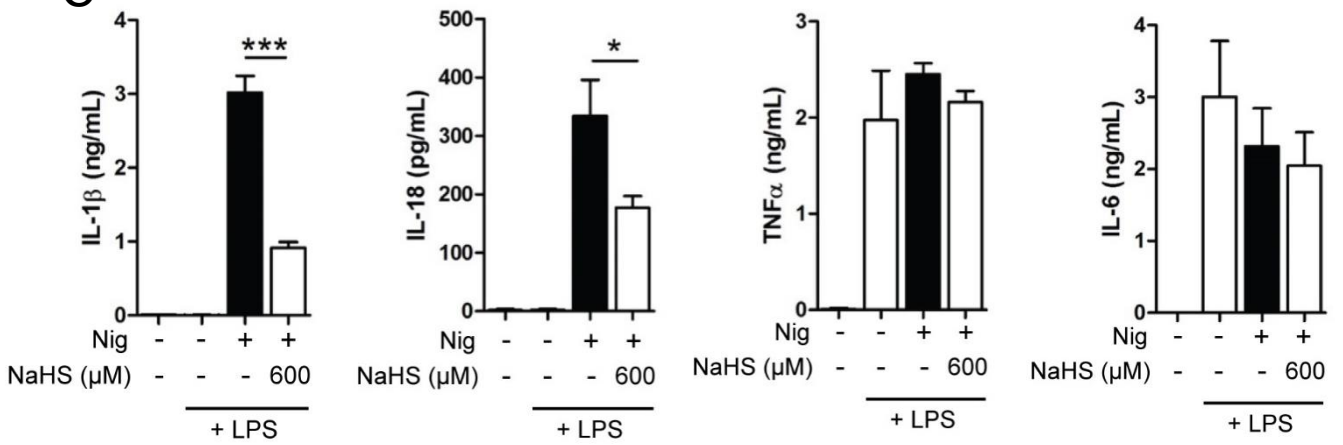 4
3
2
1
0
IL-1β (ng/mL)
***
Nig - - + +
NaHS (µM) - - - 600
+ LPS
500
400
300
200
100
0
IL-18 (pg/mL)
*
Nig - - + +
NaHS (µM) - - - 600
+ LPS
3
2
1
0
TNFα (ng/mL)
Nig - - + +
NaHS (µM) - - - 600
+ LPS
4
3
2
1
0
IL-6 (ng/mL)
Nig - - + +
NaHS (µM) - - - 600
+ LPS